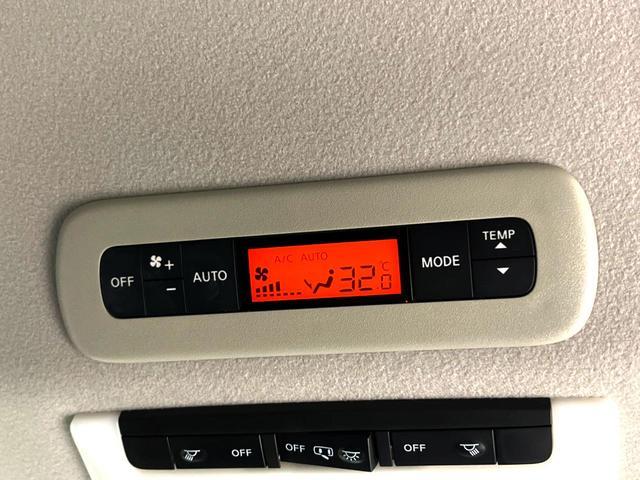 OFF + - AUTO
A/C AUTO
32.0 °C
MODE
TEMP
OFF OFF OFF